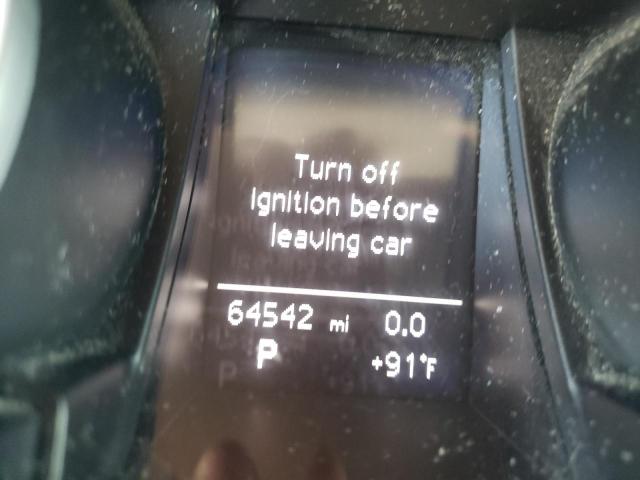 Turn off
ignition before
leaving car
64542 mi 0.0
P +91°F